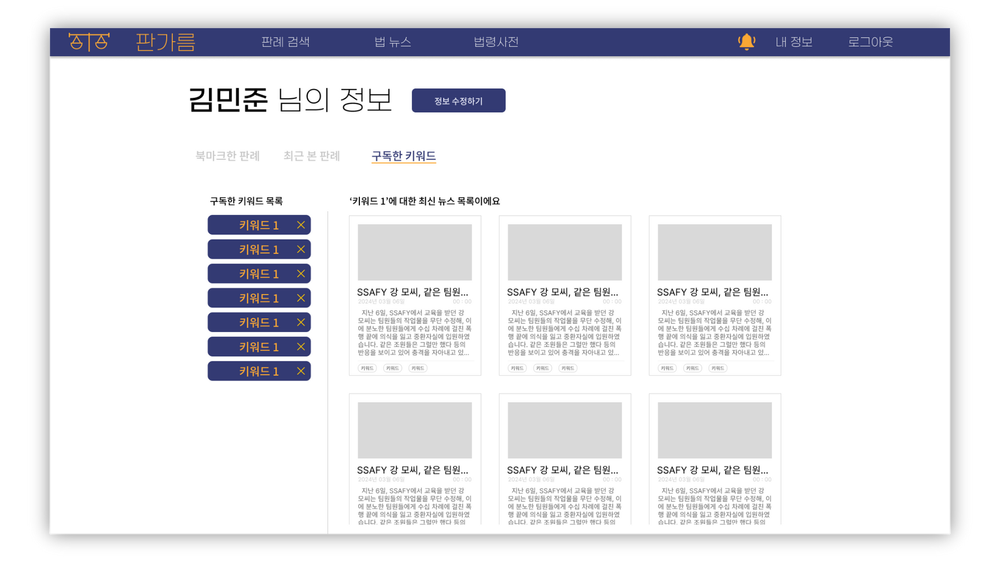 판가름
판례 검색
법 뉴스
법령사전
내 정보
로그아웃
김민준 님의 정보
정보 수정하기
북마크한 판례
최근 본 판례
구독한 키워드
구독한 키워드 목록
키워드 1
키워드 1
키워드 1
키워드 1
키워드 1
키워드 1
키워드 1
‘키워드 1’에 대한 최신 뉴스 목록이에요
SSAFY 강 모씨, 같은 팀원...
2024년 03월 06일 00 : 00
지난 6일, SSAFY에서 교육을 받던 강
모씨는 팀원들의 작업물을 무단 수정해, 이
에 분노한 팀원들에게 수십 차례에 걸친 폭
행 끝에 의식을 잃고 중환자실에 입원하였
습니다. 같은 조원들은 그럴만 했다 등의
반응을 보이고 있어 충격을 자아내고 있...
키워드 키워드 키워드
SSAFY 강 모씨, 같은 팀원...
2024년 03월 06일 00 : 00
지난 6일, SSAFY에서 교육을 받던 강
모씨는 팀원들의 작업물을 무단 수정해, 이
에 분노한 팀원들에게 수십 차례에 걸친 폭
행 끝에 의식을 잃고 중환자실에 입원하였
습니다. 같은 조원들은 그럴만 했다 등의
반응을 보이고 있어 충격을 자아내고 있...
키워드 키워드 키워드
SSAFY 강 모씨, 같은 팀원...
2024년 03월 06일 00 : 00
지난 6일, SSAFY에서 교육을 받던 강
모씨는 팀원들의 작업물을 무단 수정해, 이
에 분노한 팀원들에게 수십 차례에 걸친 폭
행 끝에 의식을 잃고 중환자실에 입원하였
습니다. 같은 조원들은 그럴만 했다 등의
반응을 보이고 있어 충격을 자아내고 있...
키워드 키워드 키워드
SSAFY 강 모씨, 같은 팀원...
2024년 03월 06일 00 : 00
지난 6일, SSAFY에서 교육을 받던 강
모씨는 팀원들의 작업물을 무단 수정해, 이
에 분노한 팀원들에게 수십 차례에 걸친 폭
행 끝에 의식을 잃고 중환자실에 입원하였
습니다. 같은 조원들은 그럴만 했다 등의
SSAFY 강 모씨, 같은 팀원...
2024년 03월 06일 00 : 00
지난 6일, SSAFY에서 교육을 받던 강
모씨는 팀원들의 작업물을 무단 수정해, 이
에 분노한 팀원들에게 수십 차례에 걸친 폭
행 끝에 의식을 잃고 중환자실에 입원하였
습니다. 같은 조원들은 그럴만 했다 등의
SSAFY 강 모씨, 같은 팀원...
2024년 03월 06일 00 : 00
지난 6일, SSAFY에서 교육을 받던 강
모씨는 팀원들의 작업물을 무단 수정해, 이
에 분노한 팀원들에게 수십 차례에 걸친 폭
행 끝에 의식을 잃고 중환자실에 입원하였
습니다. 같은 조원들은 그럴만 했다 등의